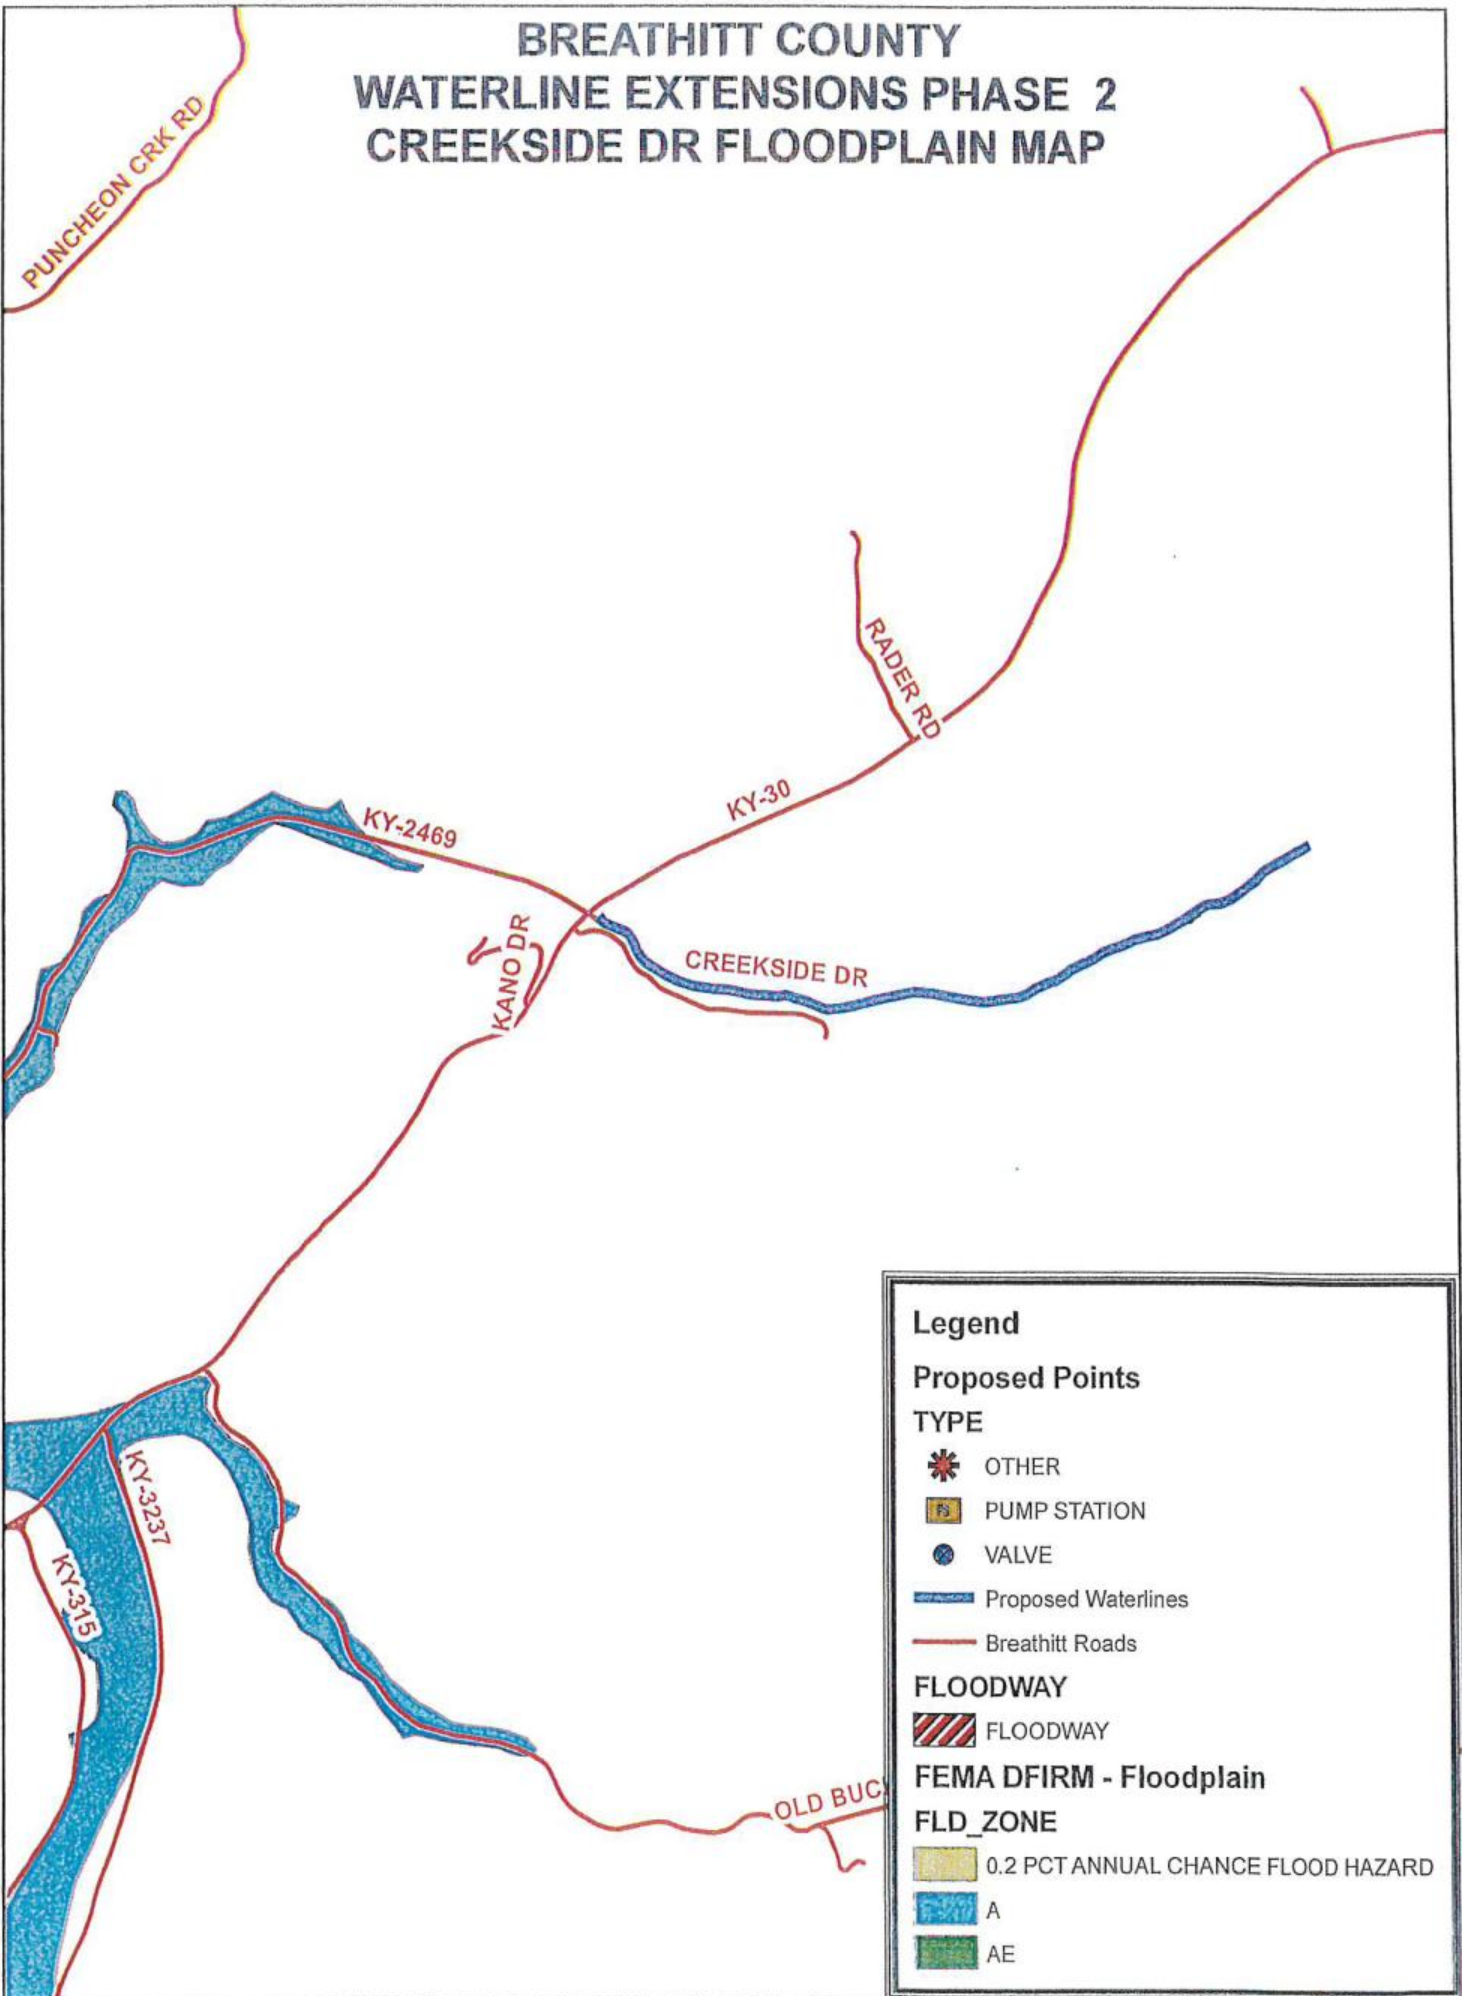 BREATHITT COUNTY
WATERLINE EXTENSIONS PHASE 2
CREEKSIDE DR FLOODPLAIN MAP
PUNCHEON CRK RD
RADER RD
KY-30
KY-2469
KANO DR
CREEKSIDE DR
KY-3237
KY-315
OLD BUC
Legend
Proposed Points
TYPE
OTHER
PS PUMP STATION
VALVE
Proposed Waterlines
Breathitt Roads
FLOODWAY
FLOODWAY
FEMA DFIRM - Floodplain
FLD_ZONE
0.2 PCT ANNUAL CHANCE FLOOD HAZARD
A
AE